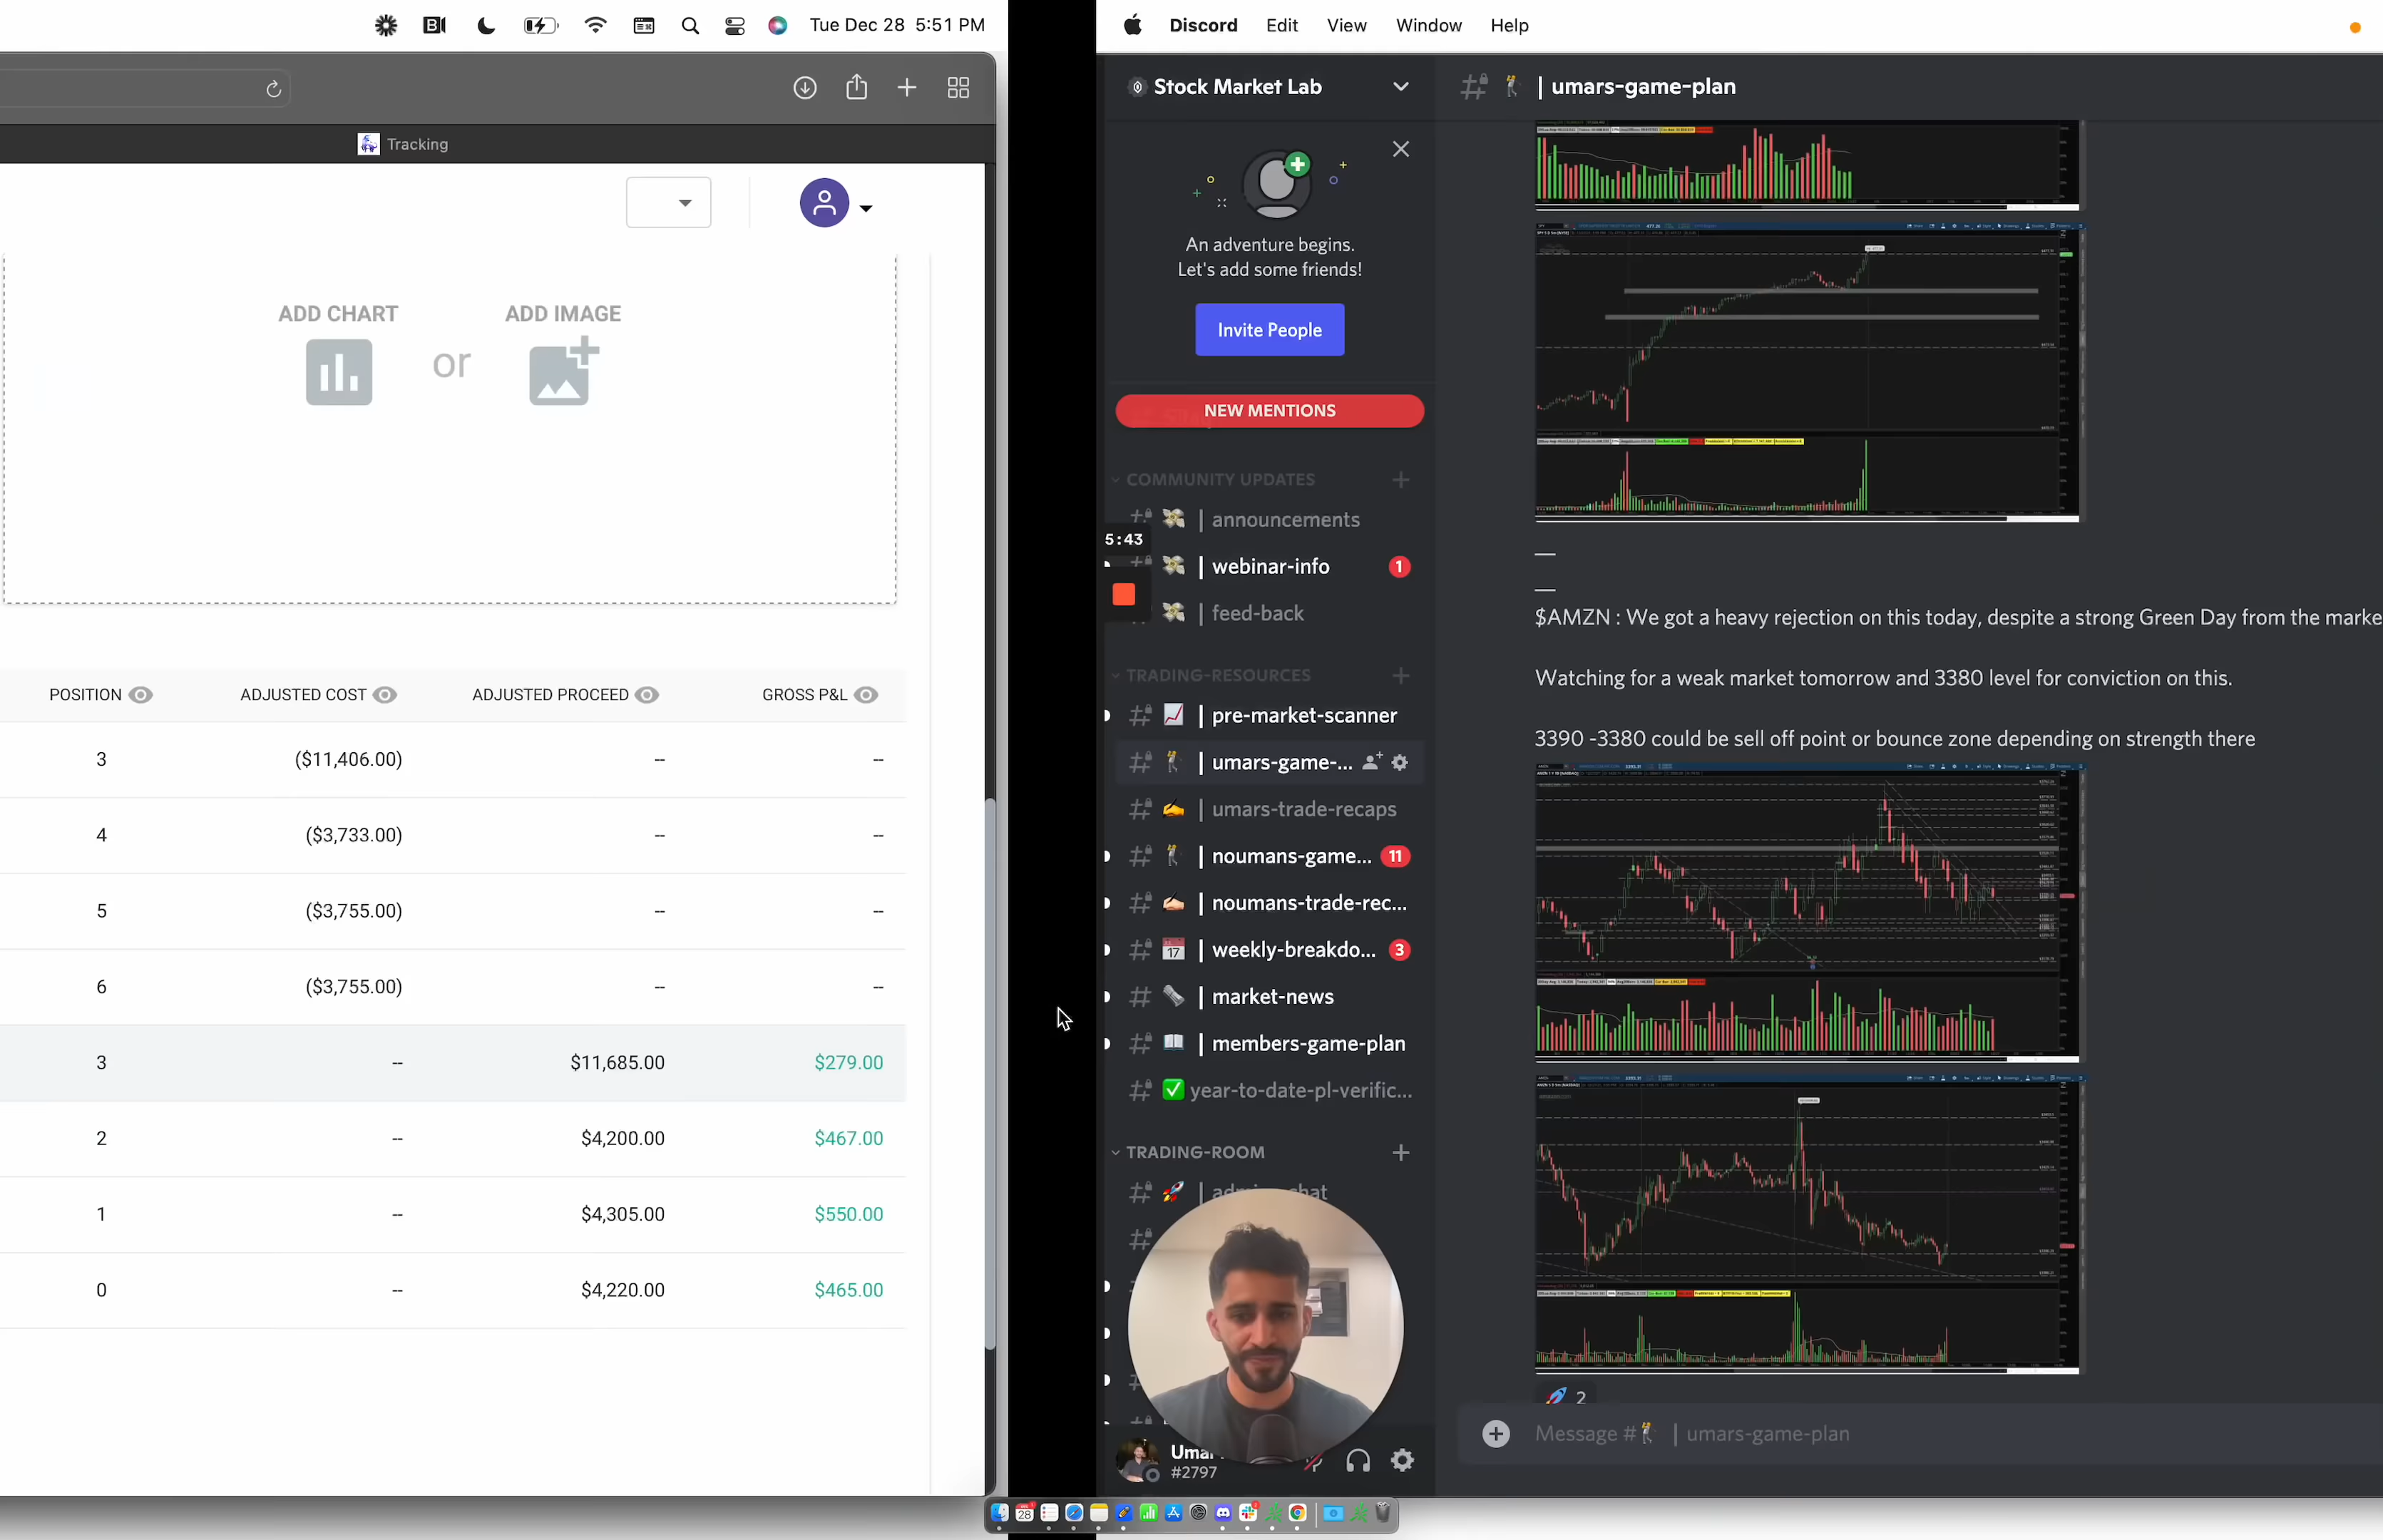 Tue Dec 28 5:51 PM
Tracking
ADD CHART
or
ADD IMAGE
POSITION ADJUSTED COST ADJUSTED PROCEED GROSS P&L
3 ($11,406.00) -- --
4 ($3,733.00) -- --
5 ($3,755.00) -- --
6 ($3,755.00) -- --
3 -- $11,685.00 $279.00
2 -- $4,200.00 $467.00
1 -- $4,305.00 $550.00
0 -- $4,220.00 $465.00
Discord Edit View Window Help
Stock Market Lab
An adventure begins.
Let's add some friends!
Invite People
NEW MENTIONS
COMMUNITY UPDATES
| announcements
5:43
| webinar-info 1
| feed-back
TRADING-RESOURCES
| pre-market-scanner
| umars-game-...
| umars-trade-recaps
| noumans-game... 11
| noumans-trade-rec...
| weekly-breakdo... 3
| market-news
| members-game-plan
year-to-date-pl-verific...
TRADING-ROOM
#2797
| umars-game-plan
—
—
$AMZN : We got a heavy rejection on this today, despite a strong Green Day from the marke
Watching for a weak market tomorrow and 3380 level for conviction on this.
3390 -3380 could be sell off point or bounce zone depending on strength there
2
Message # | umars-game-plan